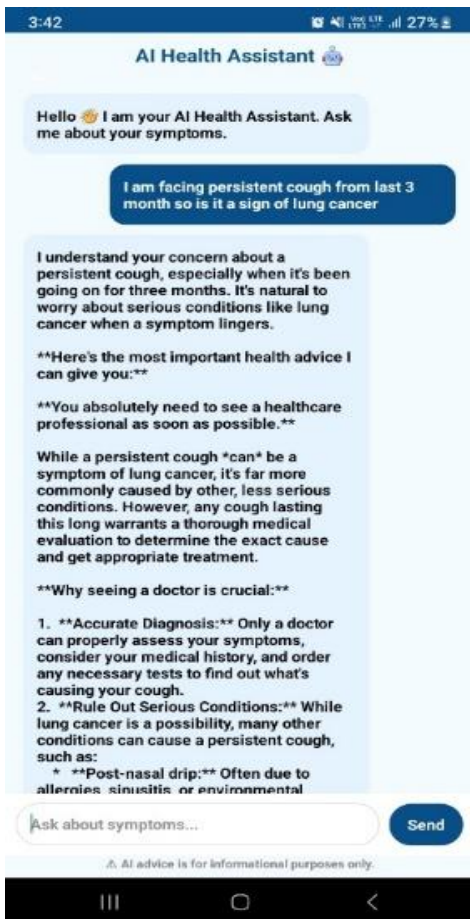 3:42
Vo) LTE 27%
AI Health Assistant 🤖
Hello 👋 I am your AI Health Assistant. Ask
me about your symptoms.
I am facing persistent cough from last 3
month so is it a sign of lung cancer
I understand your concern about a
persistent cough, especially when it's been
going on for three months. It's natural to
worry about serious conditions like lung
cancer when a symptom lingers.
**Here's the most important health advice I
can give you:**
**You absolutely need to see a healthcare
professional as soon as possible.**
While a persistent cough *can* be a
symptom of lung cancer, it's far more
commonly caused by other, less serious
conditions. However, any cough lasting
this long warrants a thorough medical
evaluation to determine the exact cause
and get appropriate treatment.
**Why seeing a doctor is crucial:**
1. **Accurate Diagnosis:** Only a doctor
can properly assess your symptoms,
consider your medical history, and order
any necessary tests to find out what's
causing your cough.
2. **Rule Out Serious Conditions:** While
lung cancer is a possibility, many other
conditions can cause a persistent cough,
such as:
* **Post-nasal drip:** Often due to
allergies, sinusitis, or environmental
Ask about symptoms...
Send
⚠ AI advice is for informational purposes only.